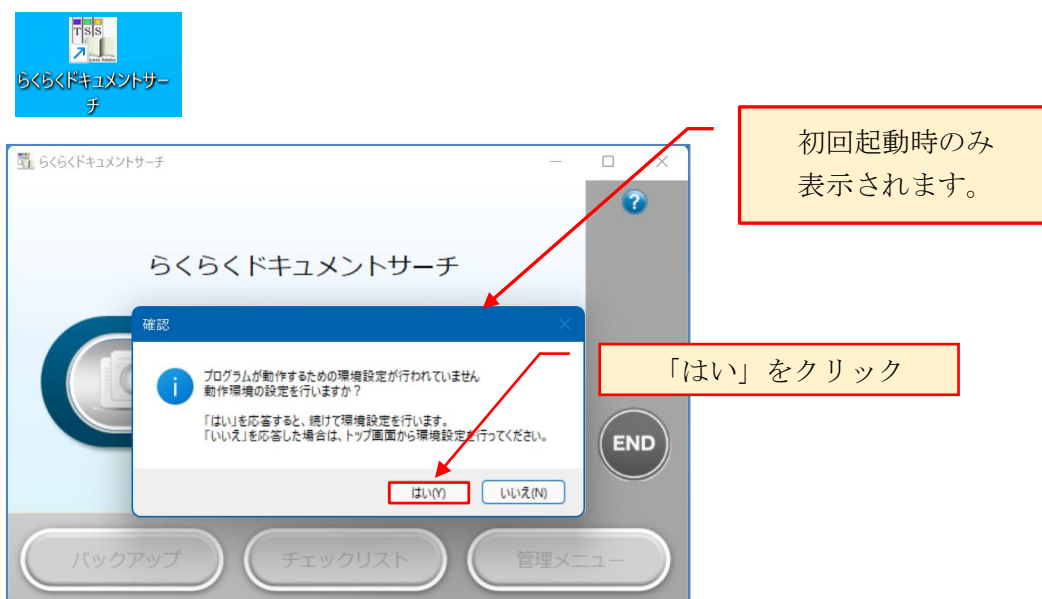 TSS
System Solution
らくらくドキュメントサー
チ
初回起動時のみ
表示されます。
らくらくドキュメントサーチ
?
らくらくドキュメントサーチ
確認
プログラムが動作するための環境設定が行われていません
動作環境の設定を行いますか？
「はい」を応答すると、続けて環境設定を行います。
「いいえ」を応答した場合は、トップ画面から環境設定を行ってください。
はい(Y)
いいえ(N)
「はい」をクリック
END
バックアップ
チェックリスト
管理メニュー